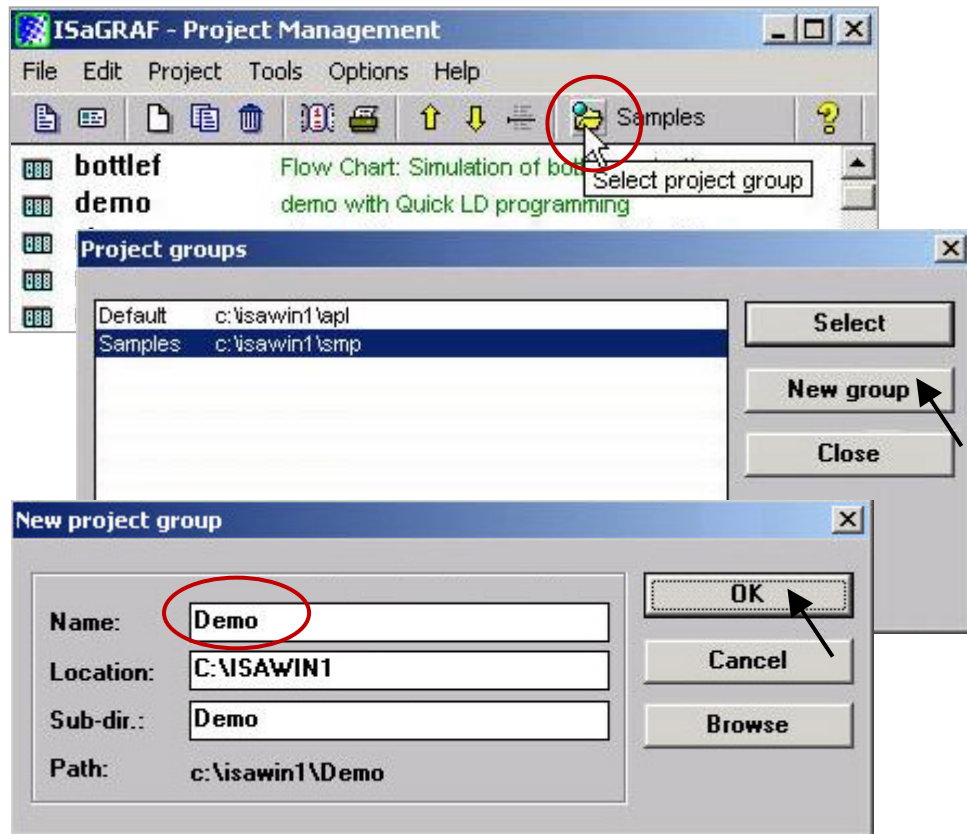 ISaGRAF - Project Management
File Edit Project Tools Options Help
Samples
bottlef Flow Chart: Simulation of
Select project group
demo demo with Quick LD programming
Project groups
Default c:\isawin1\apl
Samples c:\isawin1\smp
Select
New group
Close
New project group
Name: Demo
Location: C:\ISAWIN1
Sub-dir.: Demo
Path: c:\isawin1\Demo
OK
Cancel
Browse